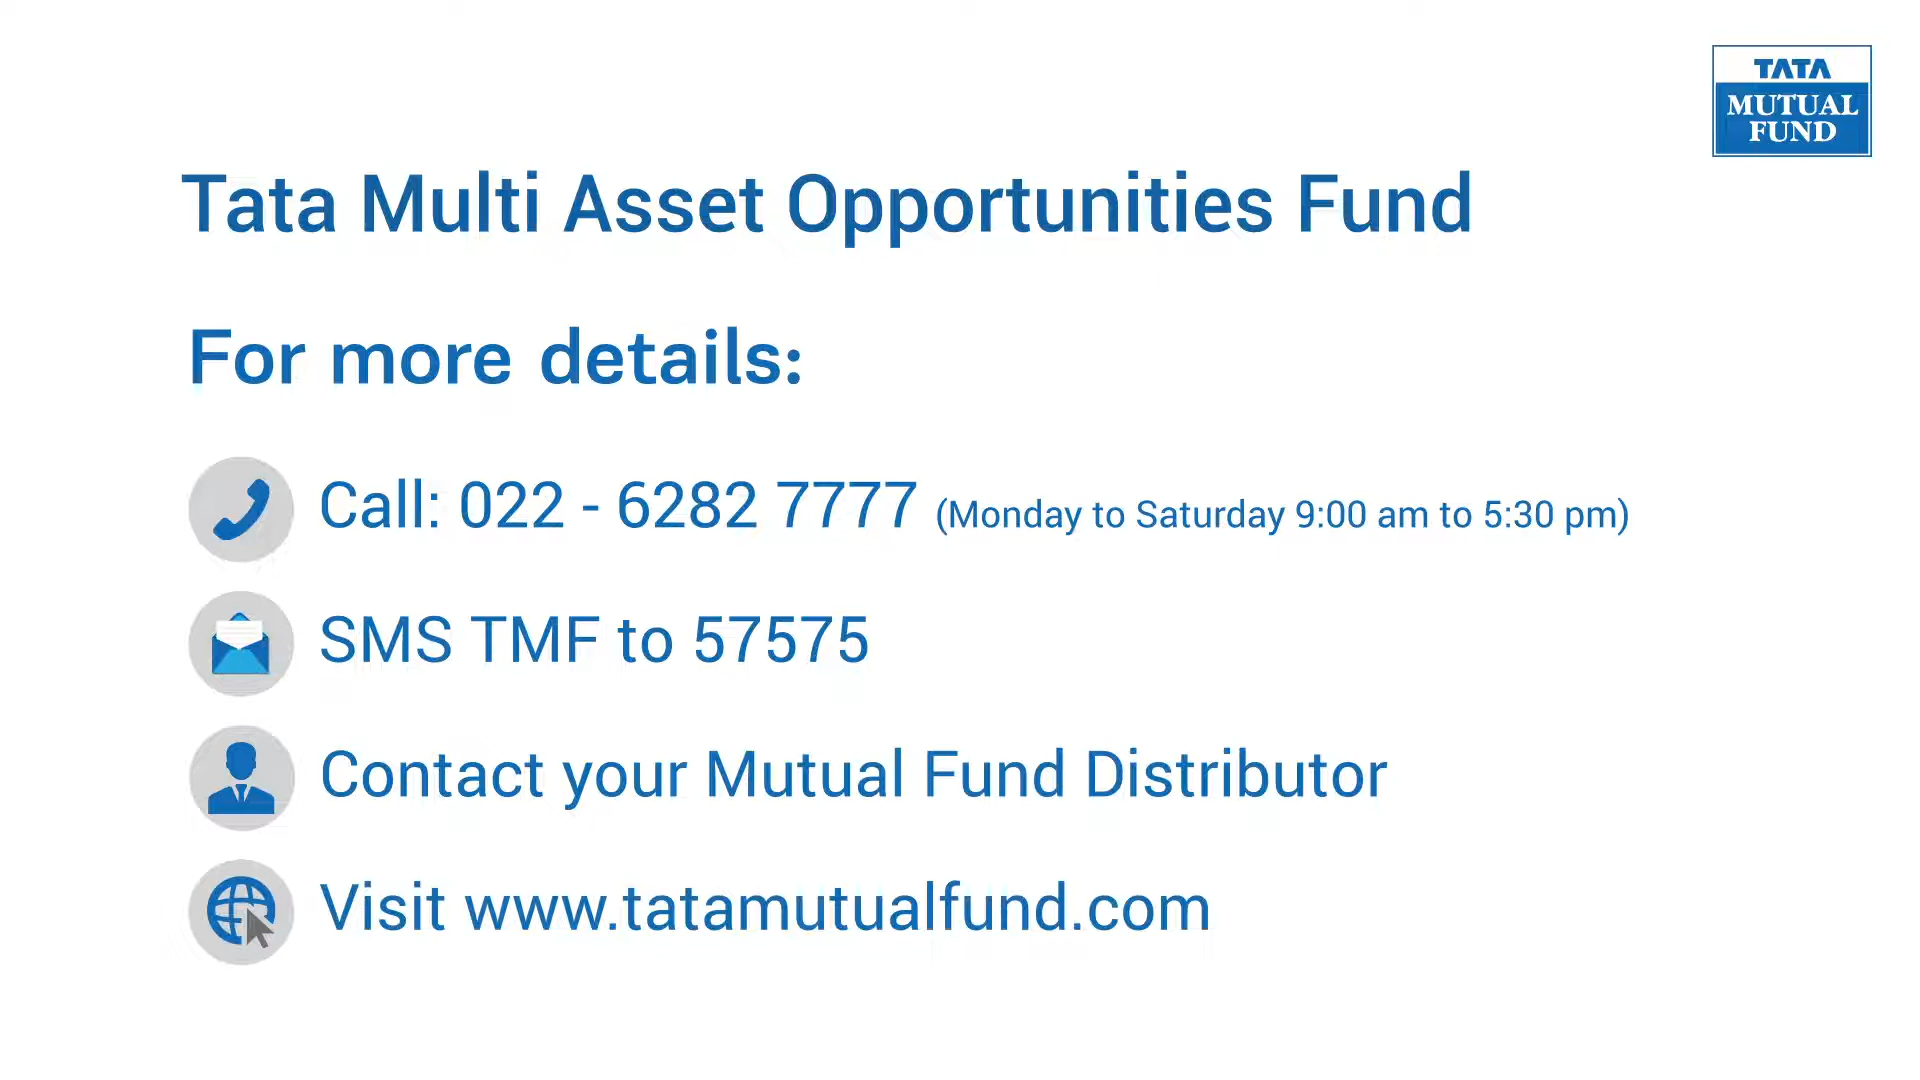 TATA
MUTUAL
FUND
Tata Multi Asset Opportunities Fund
For more details:
Call: 022 - 6282 7777 (Monday to Saturday 9:00 am to 5:30 pm)
SMS TMF to 57575
Contact your Mutual Fund Distributor
Visit www.tatamutualfund.com